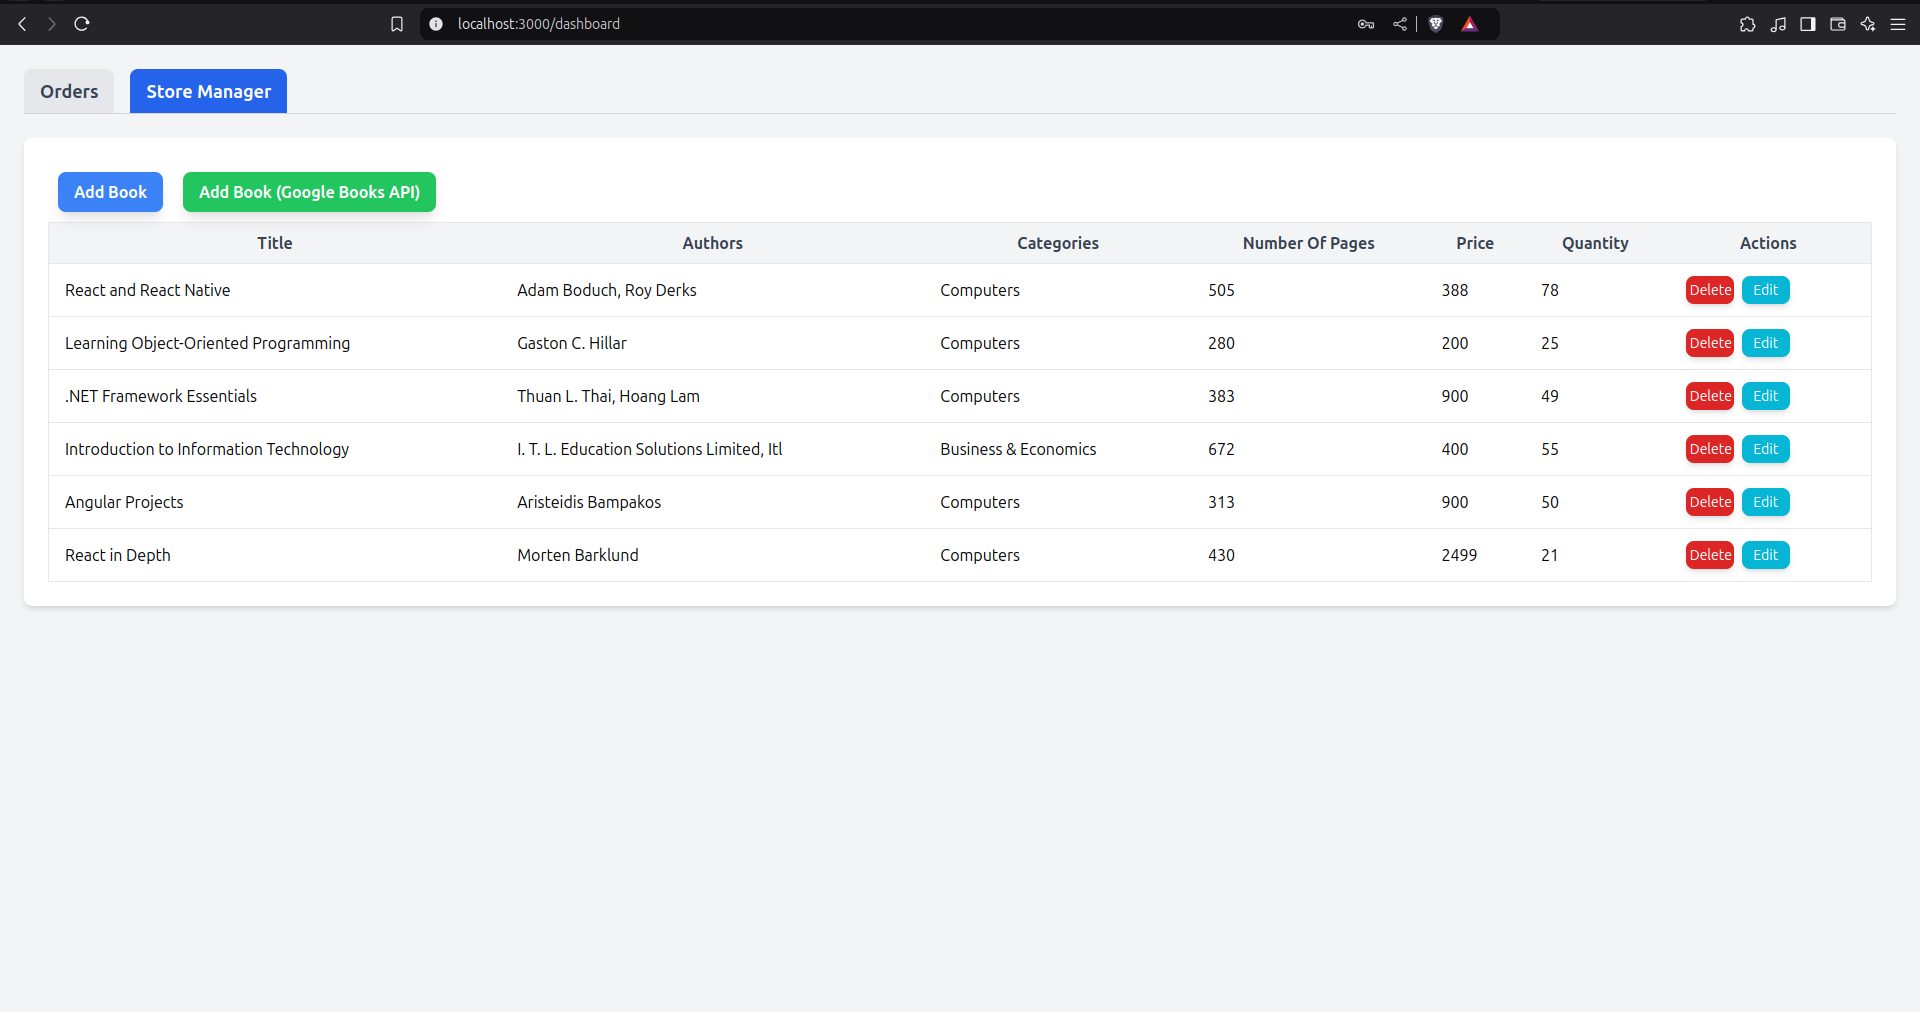 localhost:3000/dashboard
Orders Store Manager
Add Book Add Book (Google Books API)
Title Authors Categories Number Of Pages Price Quantity Actions
React and React Native Adam Boduch, Roy Derks Computers 505 388 78 Delete Edit
Learning Object-Oriented Programming Gaston C. Hillar Computers 280 200 25 Delete Edit
.NET Framework Essentials Thuan L. Thai, Hoang Lam Computers 383 900 49 Delete Edit
Introduction to Information Technology I. T. L. Education Solutions Limited, Itl Business & Economics 672 400 55 Delete Edit
Angular Projects Aristeidis Bampakos Computers 313 900 50 Delete Edit
React in Depth Morten Barklund Computers 430 2499 21 Delete Edit